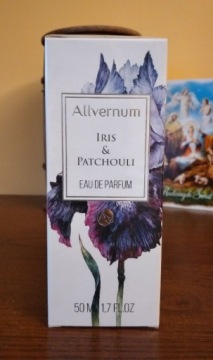 Allvernum
IRIS
&
PATCHOULI
EAU DE PARFUM
50 ML 1.7 FL.OZ